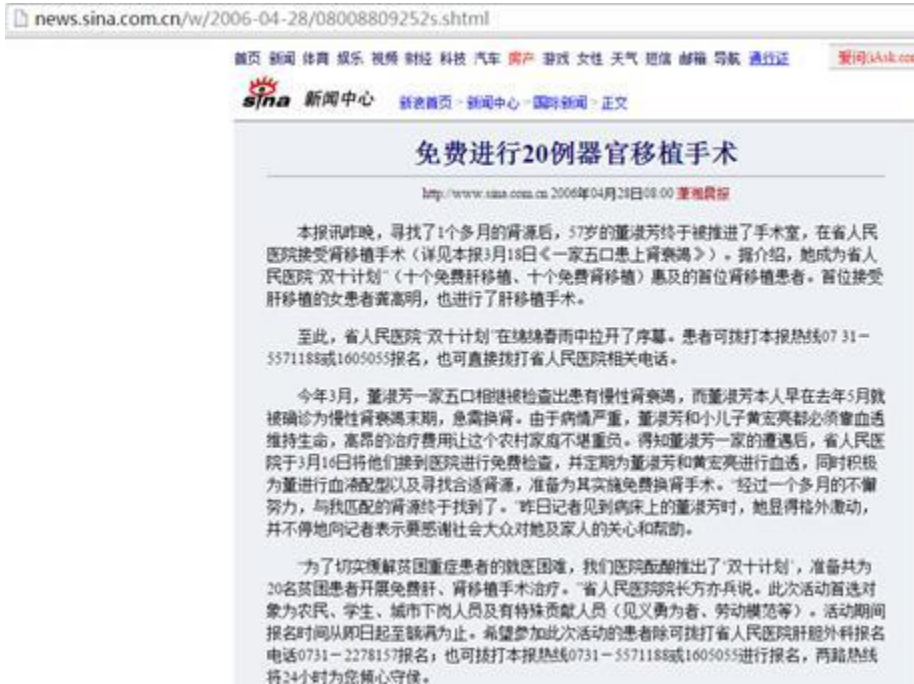 news.sina.com.cn/w/2006-04-28/08008809252s.shtml
首页 新闻 体育 娱乐 视频 财经 科技 汽车 房产 游戏 女性 天气 短信 邮箱 导航 通行证 爱问(iAsk.com
sina 新闻中心 新浪首页 > 新闻中心 > 国际新闻 > 正文
免费进行20例器官移植手术
http://www.sina.com.cn 2006年04月28日08:00 潇湘晨报
本报讯昨晚，寻找了1个多月的肾源后，57岁的董淑芳终于被推进了手术室，在省人民
医院接受肾移植手术（详见本报3月18日《一家五口患上肾衰竭》）。据介绍，她成为省人
民医院“双十计划”（十个免费肝移植、十个免费肾移植）惠及的首位肾移植患者。首位接受
肝移植的女患者龚高明，也进行了肝移植手术。
至此，省人民医院“双十计划”在绵绵春雨中拉开了序幕。患者可拨打本报热线07 31－
5571188或1605055报名，也可直接拨打省人民医院相关电话。
今年3月，董淑芳一家五口相继被检查出患有慢性肾衰竭，而董淑芳本人早在去年5月就
被确诊为慢性肾衰竭末期，急需换肾。由于病情严重，董淑芳和小儿子黄宏亮都必须靠血透
维持生命，高昂的治疗费用让这个农村家庭不堪重负。得知董淑芳一家的遭遇后，省人民医
院于3月16日将他们接到医院进行免费检查，并定期为董淑芳和黄宏亮进行血透，同时积极
为董进行血液配型以及寻找合适肾源，准备为其实施免费换肾手术。“经过一个多月的不懈
努力，与我匹配的肾源终于找到了。”昨日记者见到病床上的董淑芳时，她显得格外激动，
并不停地向记者表示要感谢社会大众对她及家人的关心和帮助。
“为了切实缓解贫困重症患者的就医困难，我们医院酝酿推出了‘双十计划’，准备共为
20名贫困患者开展免费肝、肾移植手术治疗。”省人民医院院长方亦兵说。此次活动首选对
象为农民、学生、城市下岗人员及有特殊贡献人员（见义勇为者、劳动模范等）。活动期间
报名时间从即日起至额满为止。希望参加此次活动的患者除可拨打省人民医院肝胆外科报名
电话0731－2278157报名；也可拨打本报热线0731－5571188或1605055进行报名，两路热线
将24小时为您倾心守侯。